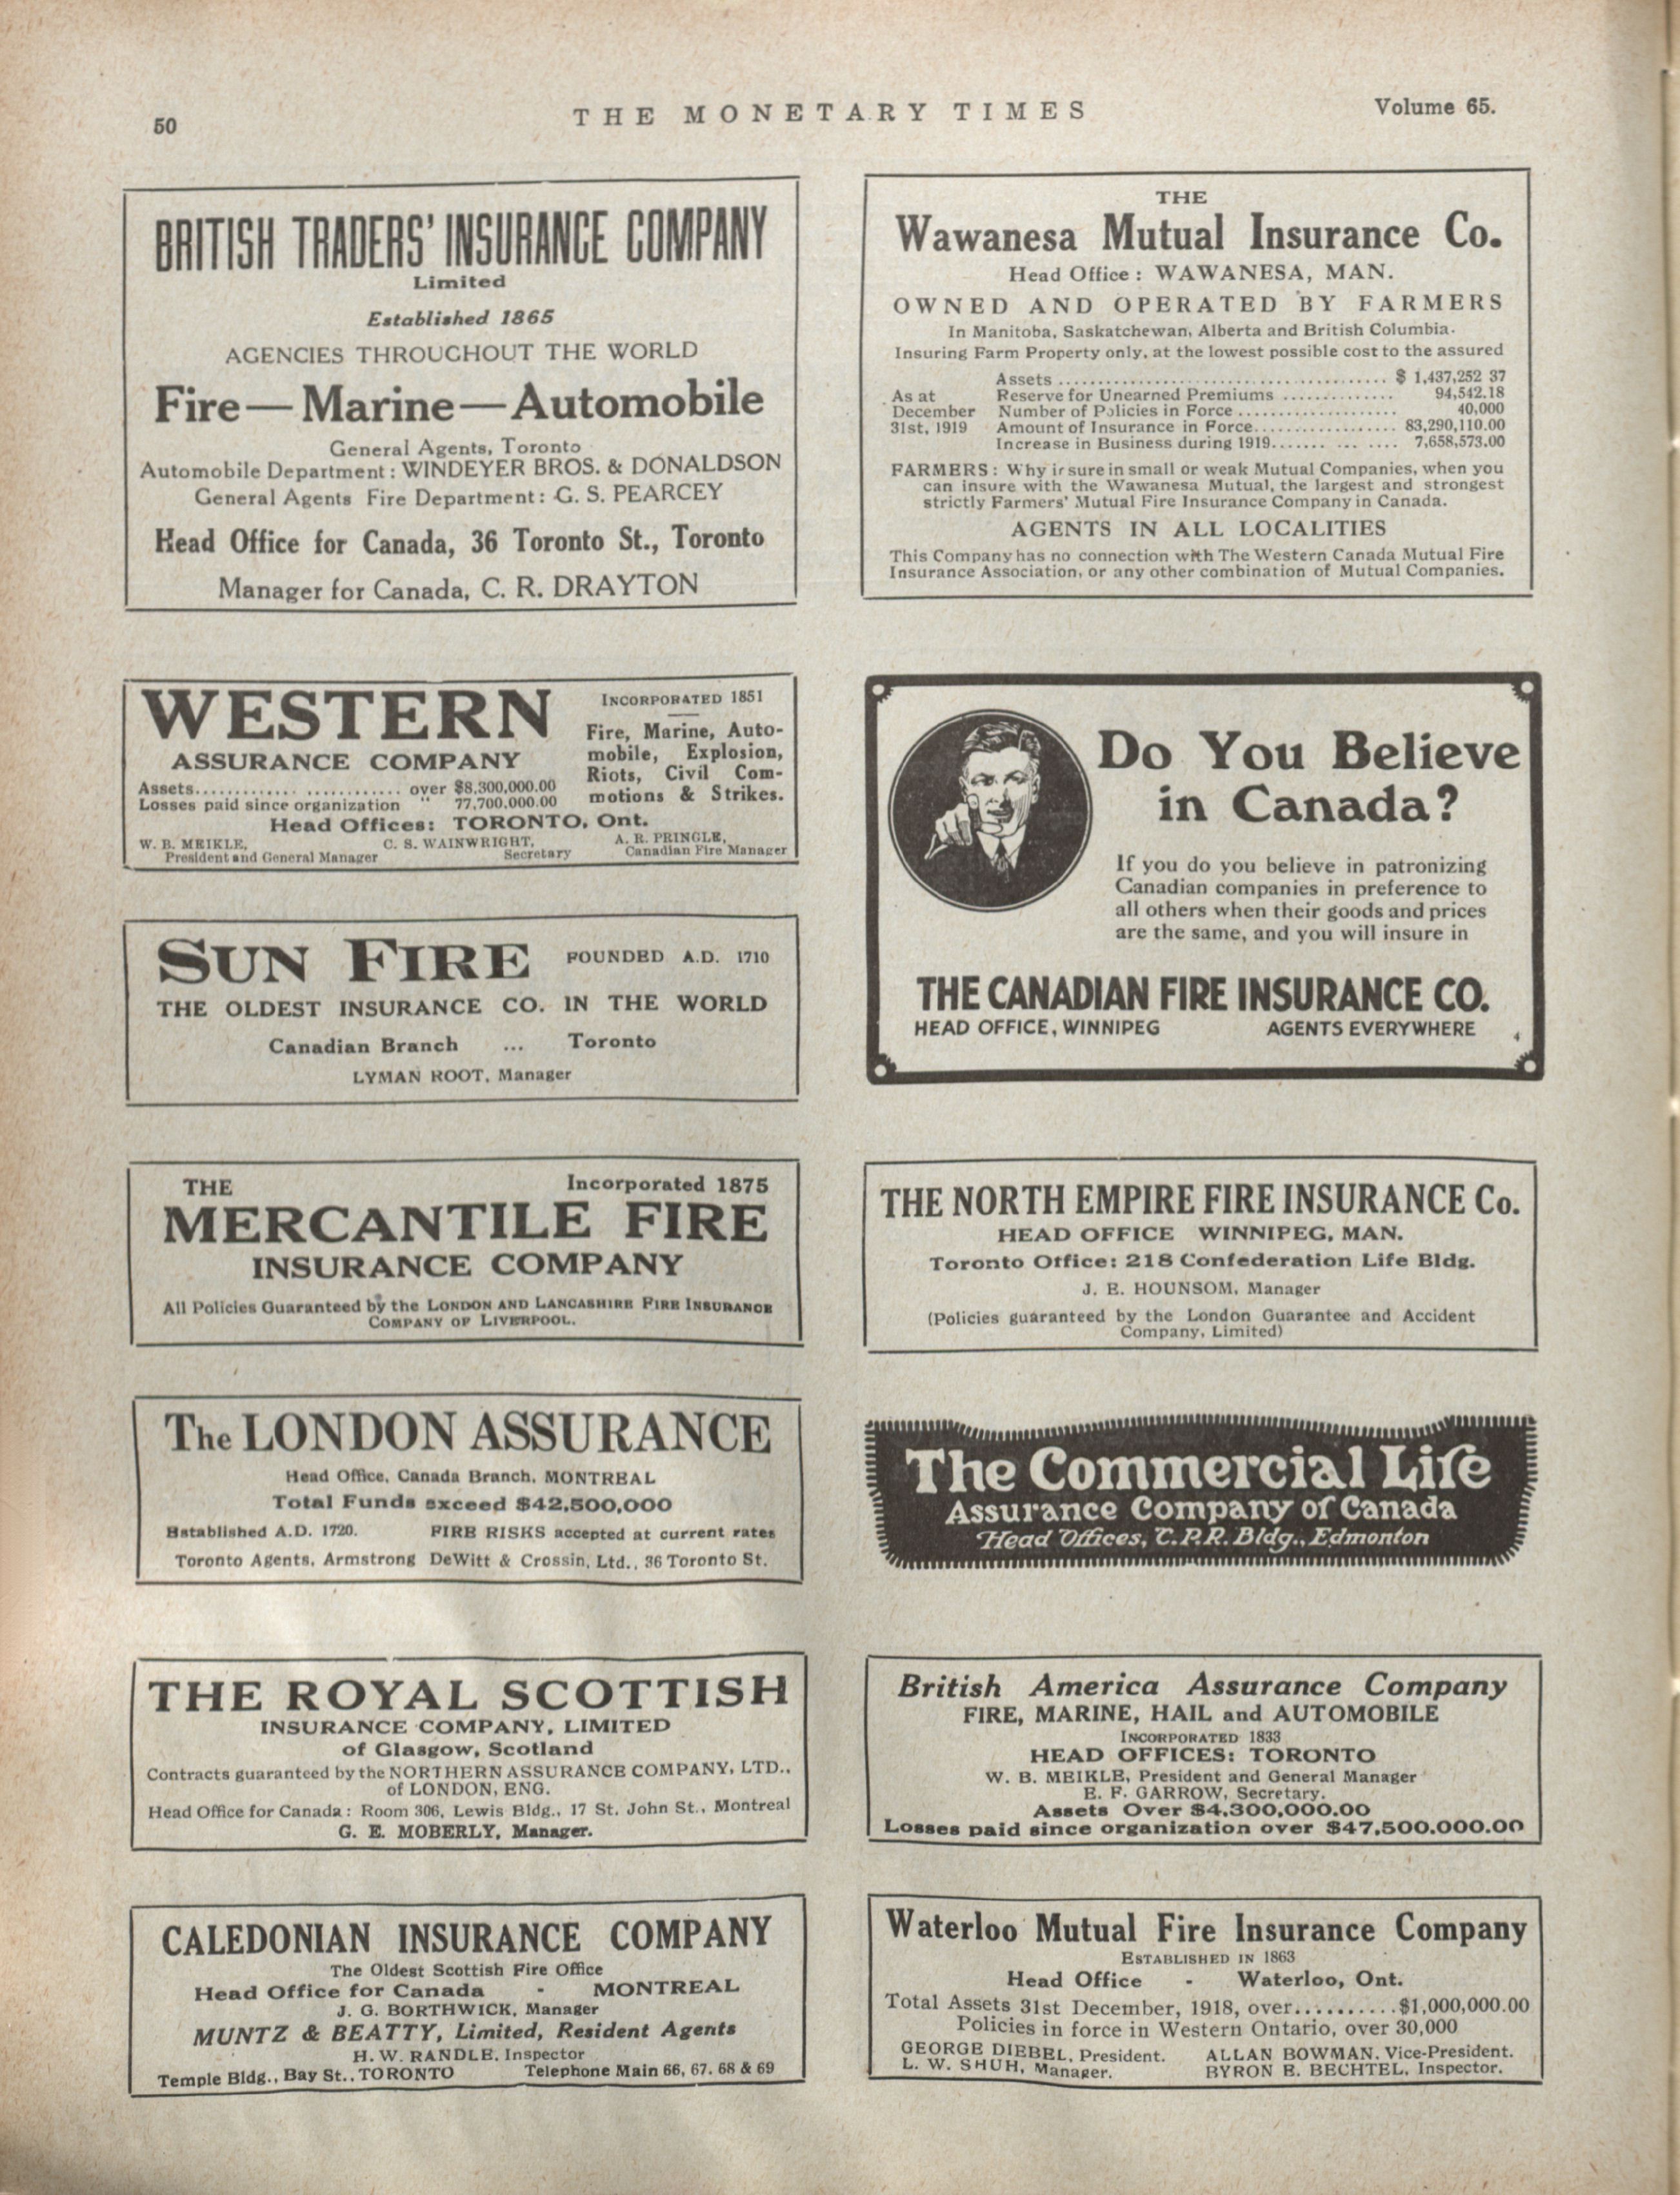 50
THE MONETARY TIMES
Volume 65.
BRITISH TRADERS' INSURANCE COMPANY
Limited
Established 1865
AGENCIES THROUGHOUT THE WORLD
Fire—Marine—Automobile
General Agents, Toronto
Automobile Department: WINDEYER BROS. & DONALDSON
General Agents Fire Department: G. S. PEARCEY
Head Office for Canada, 36 Toronto St., Toronto
Manager for Canada, C. R. DRAYTON
WESTERN
ASSURANCE COMPANY
INCORPORATED 1851
Fire, Marine, Auto-
mobile, Explosion,
Riots, Civil Com-
motions & Strikes.
Assets........................ over $8,300,000.00
Losses paid since organization " 77,700,000.00
Head Offices: TORONTO, Ont.
W. B. MEIKLE, C. S. WAINWRIGHT, A. R. PRINGLE,
President and General Manager Secretary Canadian Fire Manager
SUN FIRE FOUNDED A.D. 1710
THE OLDEST INSURANCE CO. IN THE WORLD
Canadian Branch ... Toronto
LYMAN ROOT, Manager
THE Incorporated 1875
MERCANTILE FIRE
INSURANCE COMPANY
All Policies Guaranteed by the LONDON AND LANCASHIRE FIRE INSURANCE
COMPANY OF LIVERPOOL.
The LONDON ASSURANCE
Head Office, Canada Branch, MONTREAL
Total Funds exceed $42,500,000
Established A.D. 1720. FIRE RISKS accepted at current rates
Toronto Agents, Armstrong DeWitt & Crossin, Ltd., 36 Toronto St.
THE ROYAL SCOTTISH
INSURANCE COMPANY, LIMITED
of Glasgow, Scotland
Contracts guaranteed by the NORTHERN ASSURANCE COMPANY, LTD.,
of LONDON, ENG.
Head Office for Canada: Room 306, Lewis Bldg., 17 St. John St., Montreal
G. E. MOBERLY, Manager.
CALEDONIAN INSURANCE COMPANY
The Oldest Scottish Fire Office
Head Office for Canada - MONTREAL
J. G. BORTHWICK, Manager
MUNTZ & BEATTY, Limited, Resident Agents
H. W. RANDLE, Inspector
Temple Bldg., Bay St., TORONTO Telephone Main 66, 67, 68 & 69
THE
Wawanesa Mutual Insurance Co.
Head Office: WAWANESA, MAN.
OWNED AND OPERATED BY FARMERS
In Manitoba, Saskatchewan, Alberta and British Columbia.
Insuring Farm Property only, at the lowest possible cost to the assured
As at December 31st, 1919
Assets ........................................ $ 1,437,252 37
Reserve for Unearned Premiums .............. 94,542.18
Number of Policies in Force .................... 40,000
Amount of Insurance in Force.................. 83,290,110.00
Increase in Business during 1919....... ... .... 7,658,573.00
FARMERS: Why irsure in small or weak Mutual Companies, when you
can insure with the Wawanesa Mutual, the largest and strongest
strictly Farmers' Mutual Fire Insurance Company in Canada.
AGENTS IN ALL LOCALITIES
This Company has no connection with The Western Canada Mutual Fire
Insurance Association, or any other combination of Mutual Companies.
Do You Believe
in Canada?
If you do you believe in patronizing
Canadian companies in preference to
all others when their goods and prices
are the same, and you will insure in
THE CANADIAN FIRE INSURANCE CO.
HEAD OFFICE, WINNIPEG AGENTS EVERYWHERE
4
THE NORTH EMPIRE FIRE INSURANCE Co.
HEAD OFFICE WINNIPEG, MAN.
Toronto Office: 218 Confederation Life Bldg.
J. E. HOUNSOM, Manager
(Policies guaranteed by the London Guarantee and Accident
Company, Limited)
The Commercial Life
Assurance Company of Canada
Head Offices, C.P.R. Bldg., Edmonton
British America Assurance Company
FIRE, MARINE, HAIL and AUTOMOBILE
INCORPORATED 1833
HEAD OFFICES: TORONTO
W. B. MEIKLE, President and General Manager
E. F. GARROW, Secretary.
Assets Over $4,300,000.00
Losses paid since organization over $47,500,000.00
Waterloo Mutual Fire Insurance Company
ESTABLISHED IN 1863
Head Office - Waterloo, Ont.
Total Assets 31st December, 1918, over..........$1,000,000.00
Policies in force in Western Ontario, over 30,000
GEORGE DIEBEL, President. ALLAN BOWMAN, Vice-President.
L. W. SHUH, Manager. BYRON E. BECHTEL, Inspector.